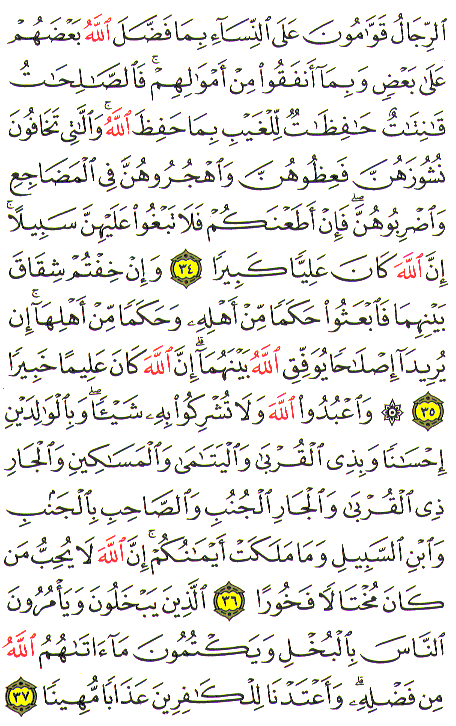 ٱلرِّجَالُ قَوَّٰمُونَ عَلَى ٱلنِّسَآءِ بِمَا فَضَّلَ ٱللَّهُ بَعْضَهُمْ
عَلَىٰ بَعْضٍ وَبِمَآ أَنفَقُوا۟ مِنْ أَمْوَٰلِهِمْ ۚ فَٱلصَّٰلِحَٰتُ
قَٰنِتَٰتٌ حَٰفِظَٰتٌ لِّلْغَيْبِ بِمَا حَفِظَ ٱللَّهُ ۚ وَٱلَّٰتِى تَخَافُونَ
نُشُوزَهُنَّ فَعِظُوهُنَّ وَٱهْجُرُوهُنَّ فِى ٱلْمَضَاجِعِ
وَٱضْرِبُوهُنَّ ۖ فَإِنْ أَطَعْنَكُمْ فَلَا تَبْغُوا۟ عَلَيْهِنَّ سَبِيلًا ۗ
إِنَّ ٱللَّهَ كَانَ عَلِيًّا كَبِيرًا ٣٤ وَإِنْ خِفْتُمْ شِقَاقَ
بَيْنِهِمَا فَٱبْعَثُوا۟ حَكَمًا مِّنْ أَهْلِهِۦ وَحَكَمًا مِّنْ أَهْلِهَآ إِن
يُرِيدَآ إِصْلَٰحًا يُوَفِّقِ ٱللَّهُ بَيْنَهُمَآ ۗ إِنَّ ٱللَّهَ كَانَ عَلِيمًا خَبِيرًا
٣٥ ۞ وَٱعْبُدُوا۟ ٱللَّهَ وَلَا تُشْرِكُوا۟ بِهِۦ شَيْـًٔا ۖ وَبِٱلْوَٰلِدَيْنِ
إِحْسَٰنًا وَبِذِى ٱلْقُرْبَىٰ وَٱلْيَتَٰمَىٰ وَٱلْمَسَٰكِينِ وَٱلْجَارِ
ذِى ٱلْقُرْبَىٰ وَٱلْجَارِ ٱلْجُنُبِ وَٱلصَّاحِبِ بِٱلْجَنۢبِ
وَٱبْنِ ٱلسَّبِيلِ وَمَا مَلَكَتْ أَيْمَٰنُكُمْ ۗ إِنَّ ٱللَّهَ لَا يُحِبُّ مَن
كَانَ مُخْتَالًا فَخُورًا ٣٦ ٱلَّذِينَ يَبْخَلُونَ وَيَأْمُرُونَ
ٱلنَّاسَ بِٱلْبُخْلِ وَيَكْتُمُونَ مَآ ءَاتَىٰهُمُ ٱللَّهُ
مِن فَضْلِهِۦ ۗ وَأَعْتَدْنَا لِلْكَٰفِرِينَ عَذَابًا مُّهِينًا ٣٧